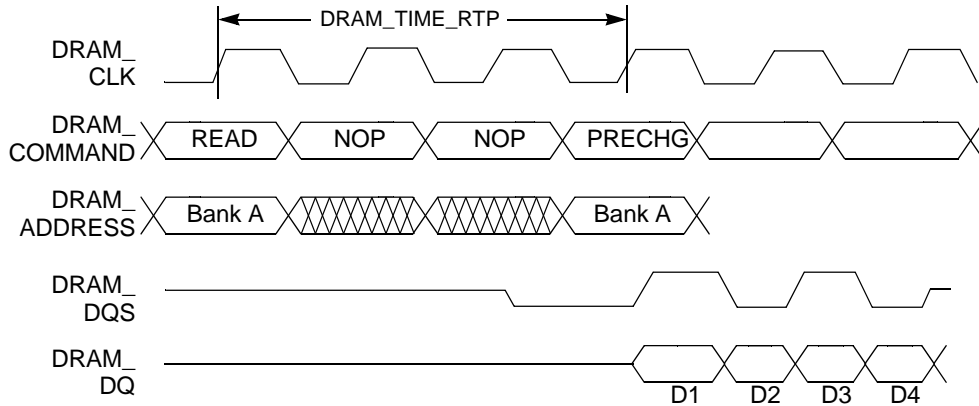 DRAM_TIME_RTP
DRAM_
CLK
DRAM_
COMMAND
READ NOP NOP PRECHG
DRAM_
ADDRESS
Bank A Bank A
DRAM_
DQS
DRAM_
DQ
D1 D2 D3 D4